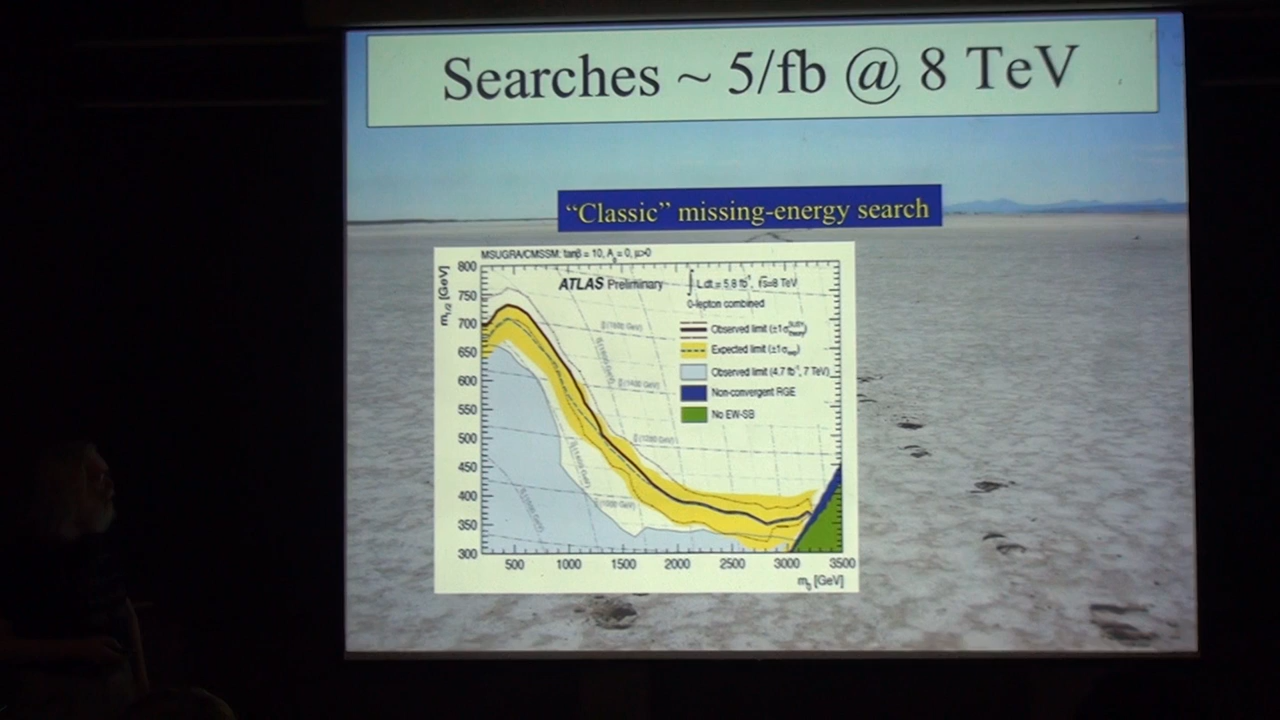 Searches ~ 5/fb @ 8 TeV
“Classic” missing-energy search
MSUGRA/CMSSM: tanβ = 10, A₀= 0, μ>0
ATLAS Preliminary
∫ L dt = 5.8 fb⁻¹, √s=8 TeV
0-lepton combined
Observed limit (±1σ
Expected limit (±1σ
Observed limit (4.7 fb⁻¹, 7 TeV)
Non-convergent RGE
No EW-SB
m₁/₂ [GeV]
800
750
700
650
600
550
500
450
400
350
300
500 1000 1500 2000 2500 3000 3500
m₀ [GeV]